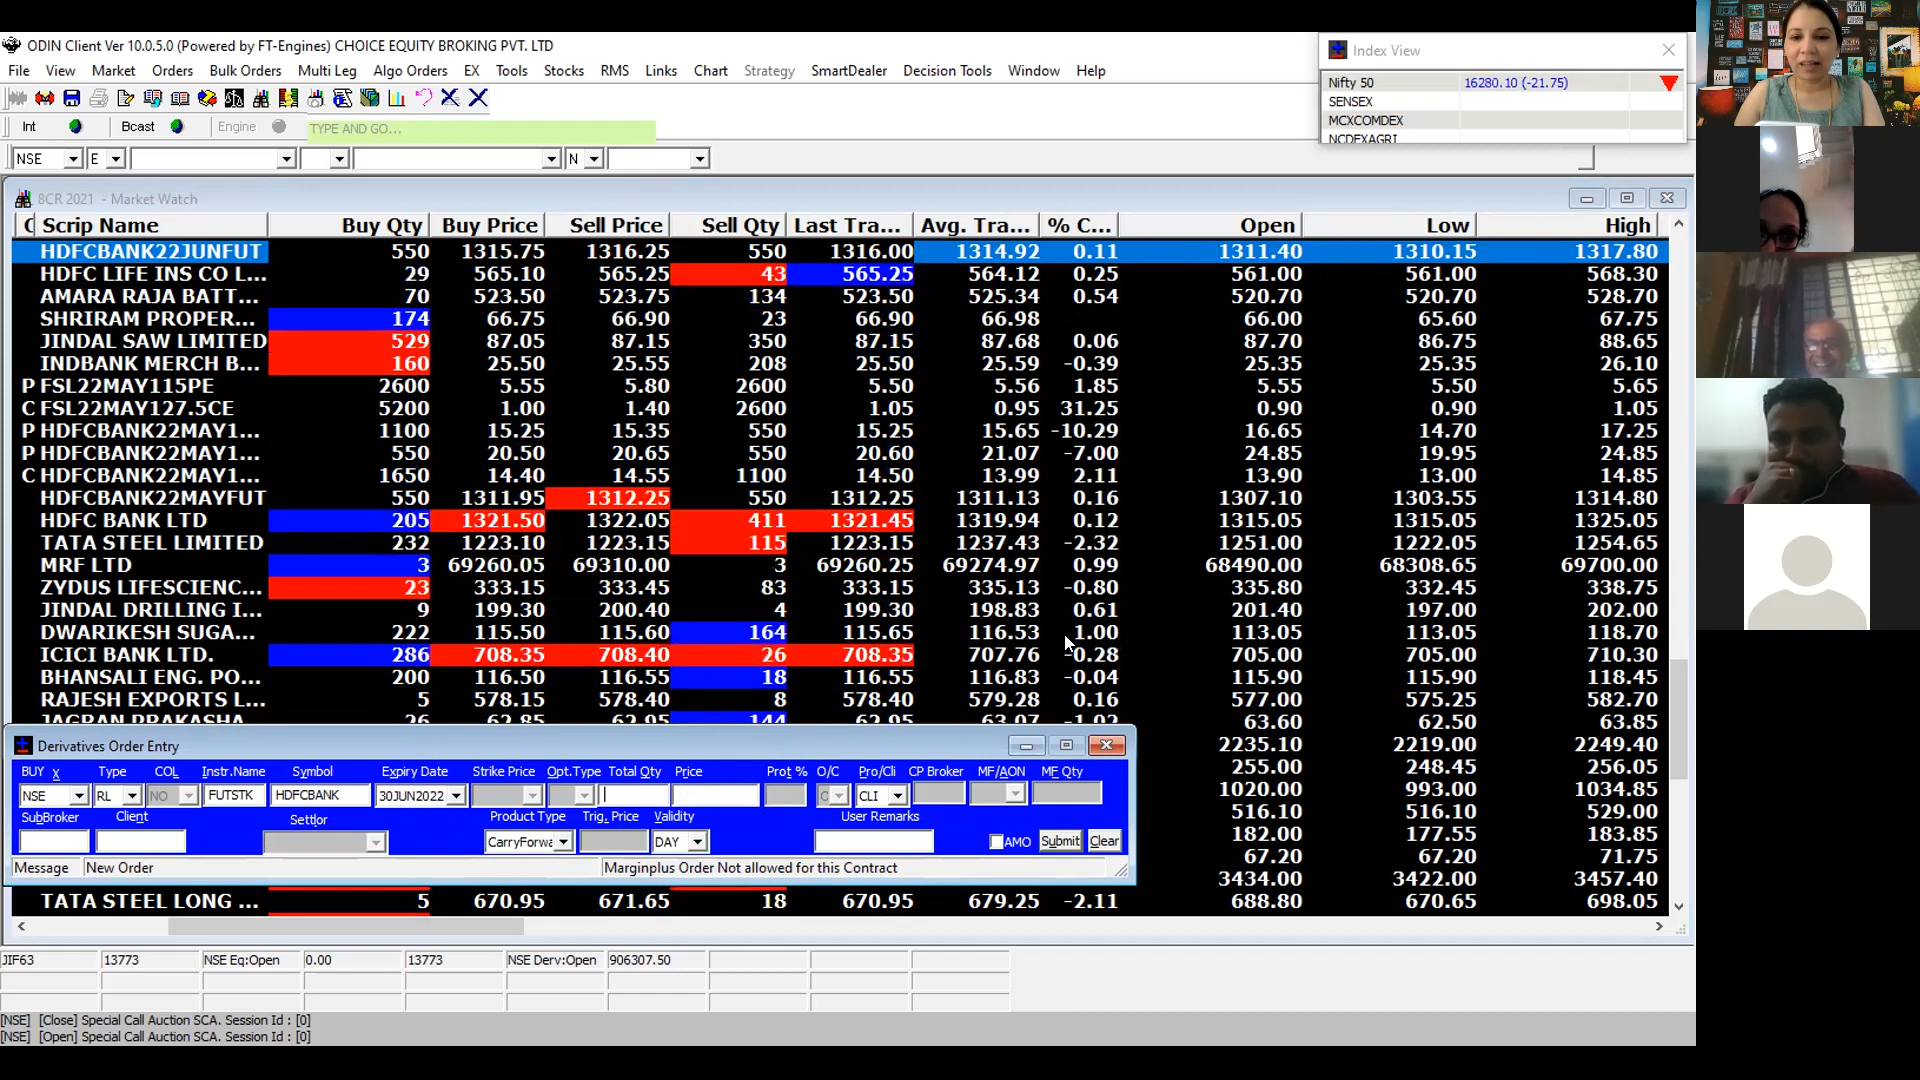 ODIN Client Ver 10.0.5.0 (Powered by FT-Engines) CHOICE EQUITY BROKING PVT. LTD
File View Market Orders Bulk Orders Multi Leg Algo Orders EX Tools Stocks RMS Links Chart Strategy SmartDealer Decision Tools Window Help
Index View
Nifty 50 16280.10 (-21.75)
SENSEX
MCXCOMDEX
NCDEXAGRI
Int Bcast Engine TYPE AND GO...
NSE E N
8CR 2021 - Market Watch
C Scrip Name Buy Qty Buy Price Sell Price Sell Qty Last Tra... Avg. Tra... % C... Open Low High
HDFCBANK22JUNFUT 550 1315.75 1316.25 550 1316.00 1314.92 0.11 1311.40 1310.15 1317.80
HDFC LIFE INS CO L... 29 565.10 565.25 43 565.25 564.12 0.25 561.00 561.00 568.30
AMARA RAJA BATT... 70 523.50 523.75 134 523.50 525.34 0.54 520.70 520.70 528.70
SHRIRAM PROPER... 174 66.75 66.90 23 66.90 66.98 66.00 65.60 67.75
JINDAL SAW LIMITED 529 87.05 87.15 350 87.15 87.68 0.06 87.70 86.75 88.65
INDBANK MERCH B... 160 25.50 25.55 208 25.50 25.59 -0.39 25.35 25.35 26.10
P FSL22MAY115PE 2600 5.55 5.80 2600 5.50 5.56 1.85 5.55 5.50 5.65
C FSL22MAY127.5CE 5200 1.00 1.40 2600 1.05 0.95 31.25 0.90 0.90 1.05
P HDFCBANK22MAY1... 1100 15.25 15.35 550 15.25 15.65 -10.29 16.65 14.70 17.25
P HDFCBANK22MAY1... 550 20.50 20.65 550 20.60 21.07 -7.00 24.85 19.95 24.85
C HDFCBANK22MAY1... 1650 14.40 14.55 1100 14.50 13.99 2.11 13.90 13.00 14.85
HDFCBANK22MAYFUT 550 1311.95 1312.25 550 1312.25 1311.13 0.16 1307.10 1303.55 1314.80
HDFC BANK LTD 205 1321.50 1322.05 411 1321.45 1319.94 0.12 1315.05 1315.05 1325.05
TATA STEEL LIMITED 232 1223.10 1223.15 115 1223.15 1237.43 -2.32 1251.00 1222.05 1254.65
MRF LTD 3 69260.05 69310.00 3 69260.25 69274.97 0.99 68490.00 68308.65 69700.00
ZYDUS LIFESCIENC... 23 333.15 333.45 83 333.15 335.13 -0.80 335.80 332.45 338.75
JINDAL DRILLING I... 9 199.30 200.40 4 199.30 198.83 0.61 201.40 197.00 202.00
DWARIKESH SUGA... 222 115.50 115.60 164 115.65 116.53 1.00 113.05 113.05 118.70
ICICI BANK LTD. 286 708.35 708.40 26 708.35 707.76 -0.28 705.00 705.00 710.30
BHANSALI ENG. PO... 200 116.50 116.55 18 116.55 116.83 -0.04 115.90 115.90 118.45
RAJESH EXPORTS L... 5 578.15 578.40 8 578.40 579.28 0.16 577.00 575.25 582.70
JAGRAN PRAKASHA 26 62.85 62.95 144 62.95 63.07 -1.02 63.60 62.50 63.85
2235.10 2219.00 2249.40
255.00 248.45 256.05
1020.00 993.00 1034.85
516.10 516.10 529.00
182.00 177.55 183.85
67.20 67.20 71.75
3434.00 3422.00 3457.40
Derivatives Order Entry
BUY x Type COL Instr.Name Symbol Expiry Date Strike Price Opt.Type Total Qty Price Prot % O/C Pro/Cli CP Broker MF/AON MF Qty
NSE RL NO FUTSTK HDFCBANK 30JUN2022 C CLI
SubBroker Client Settlor Product Type Trig. Price Validity User Remarks
CarryForwa DAY AMO Submit Clear
Message New Order Marginplus Order Not allowed for this Contract
TATA STEEL LONG ... 5 670.95 671.65 18 670.95 679.25 -2.11 688.80 670.65 698.05
JIF63 13773 NSE Eq:Open 0.00 13773 NSE Derv:Open 906307.50
[NSE] [Close] Special Call Auction SCA. Session Id : [0]
[NSE] [Open] Special Call Auction SCA. Session Id : [0]